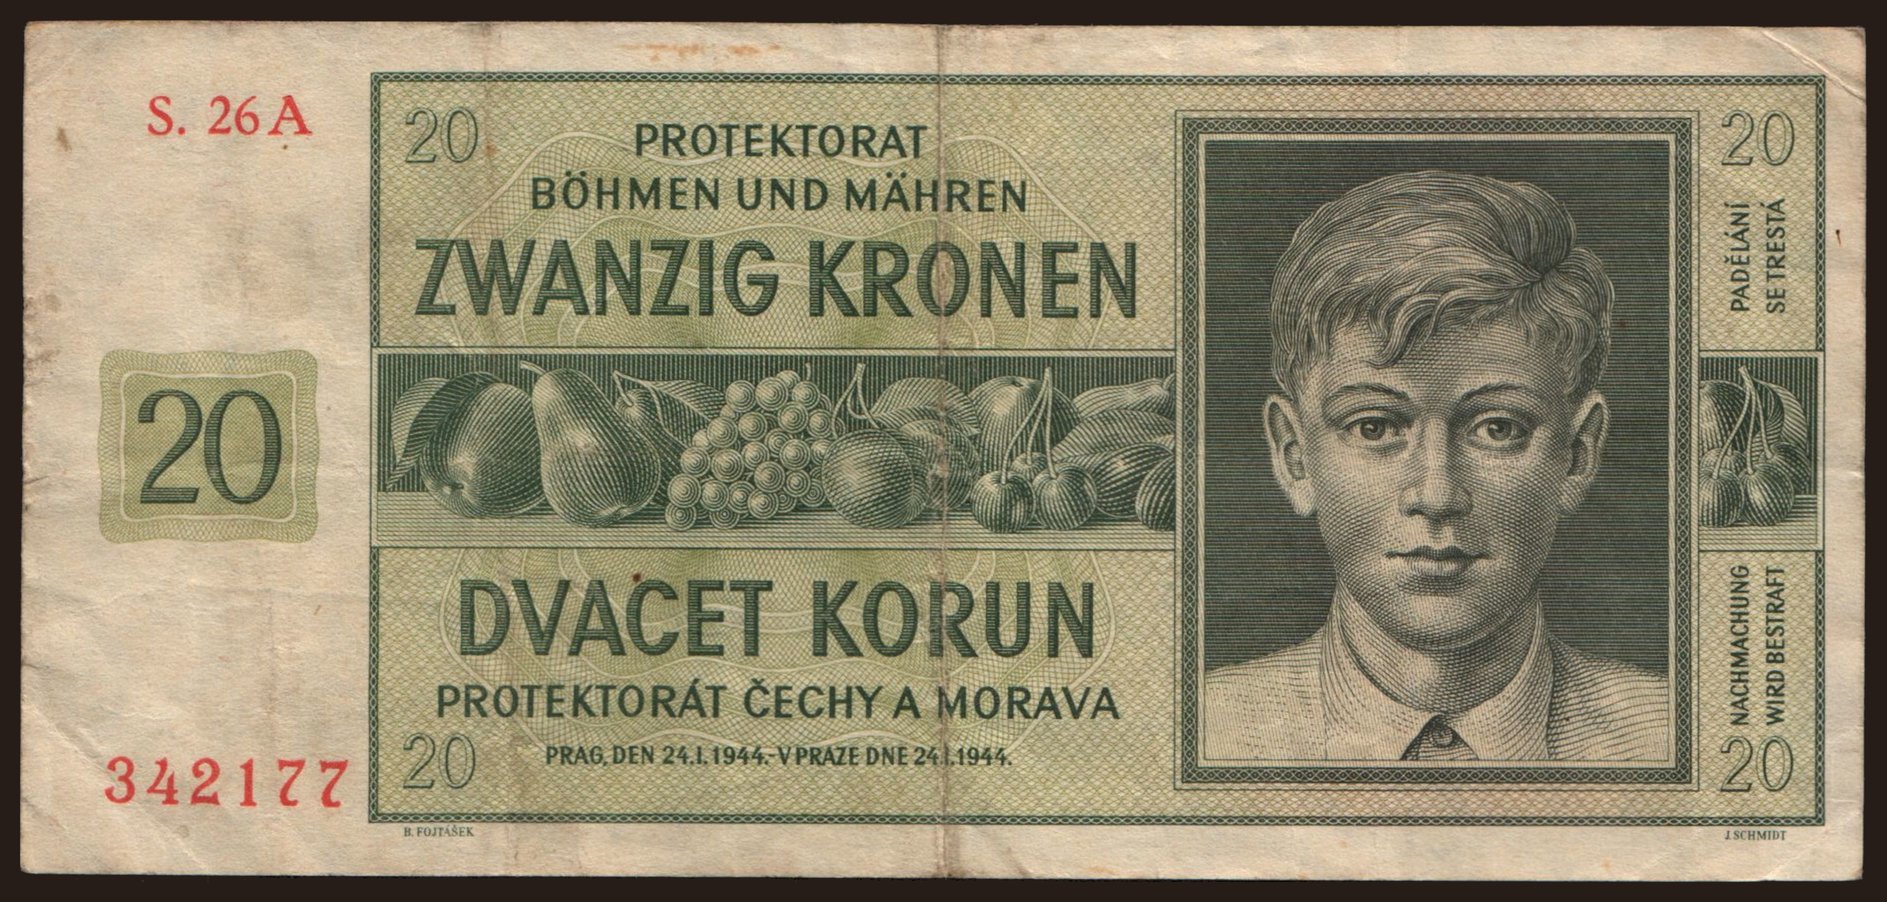 S. 26 A
20
PROTEKTORAT
BÖHMEN UND MÄHREN
ZWANZIG KRONEN
20
PADĚLÁNÍ
SE TRESTÁ
20
DVACET KORUN
PROTEKTORÁT ČECHY A MORAVA
PRAG, DEN 24.I.1944.-V PRAZE DNE 24.I.1944.
NACHMACHUNG
WIRD BESTRAFT
342177
20
20
B. FOJTÁŠEK
J. SCHMIDT